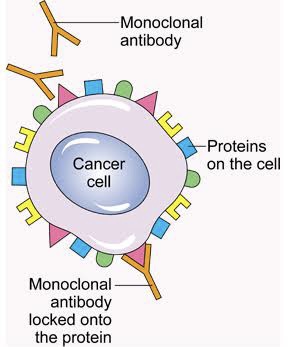 Monoclonal
antibody
Proteins
on the cell
Cancer
cell
Monoclonal
antibody
locked onto
the protein